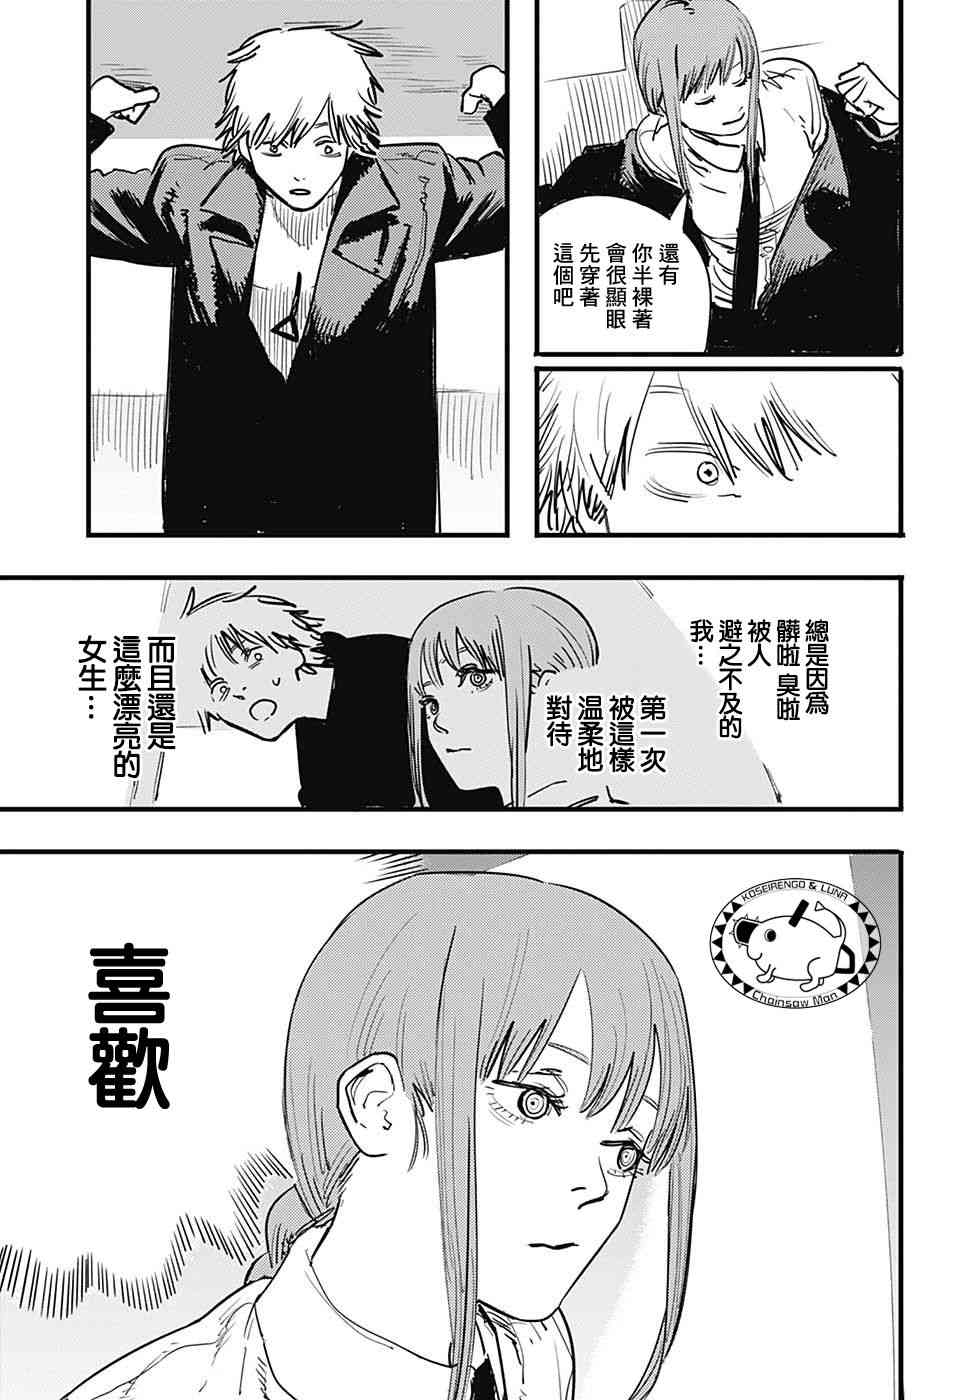 還有
你半裸著
會很顯眼
先穿著
這個吧
總是因為
髒啦 臭啦
被人
避之不及的
我…
第一次
被這樣
溫柔地
對待
而且還是
這麼漂亮的
女生…
KOSEIRENGO & LUNA
Chainsaw Man
喜歡